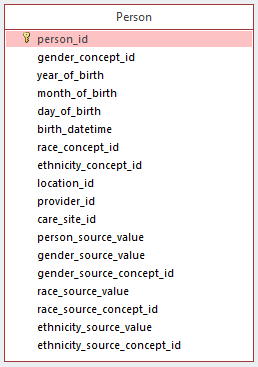 Person
person_id
gender_concept_id
year_of_birth
month_of_birth
day_of_birth
birth_datetime
race_concept_id
ethnicity_concept_id
location_id
provider_id
care_site_id
person_source_value
gender_source_value
gender_source_concept_id
race_source_value
race_source_concept_id
ethnicity_source_value
ethnicity_source_concept_id